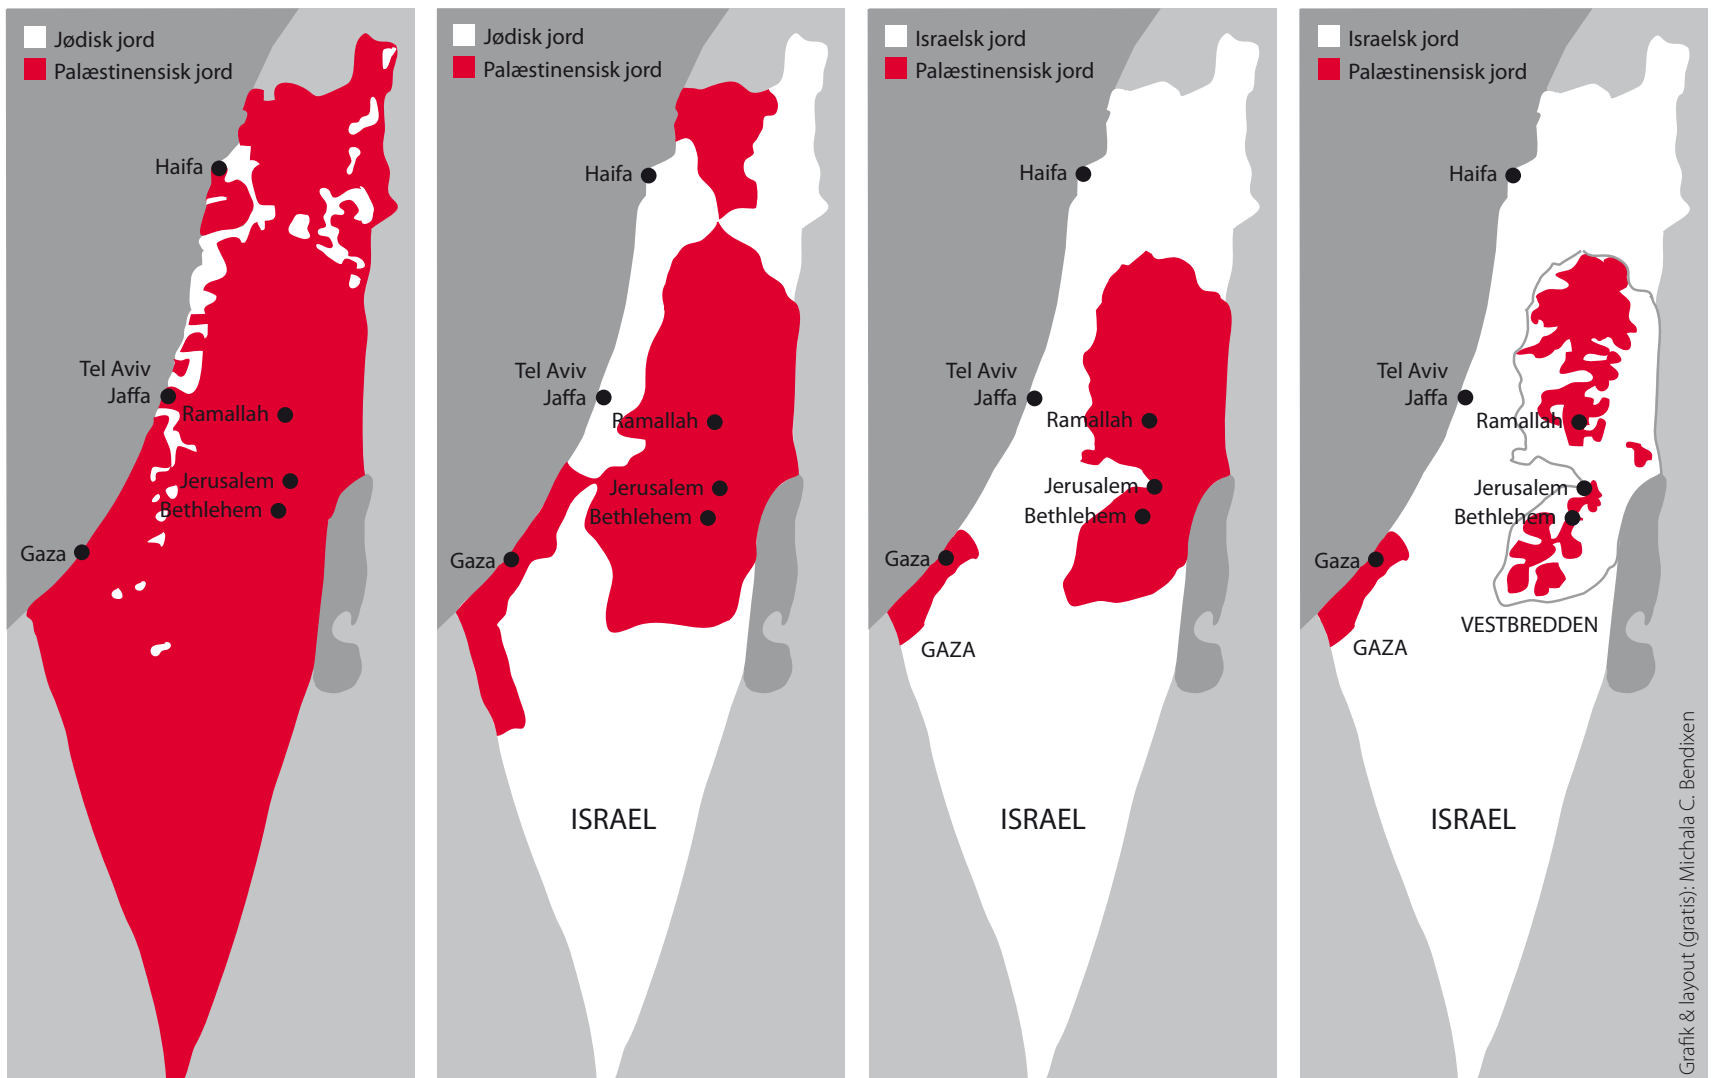 Jødisk jord
Palæstinensisk jord
Haifa
Tel Aviv
Jaffa
Ramallah
Jerusalem
Bethlehem
Gaza
Jødisk jord
Palæstinensisk jord
Haifa
Tel Aviv
Jaffa
Ramallah
Jerusalem
Bethlehem
Gaza
ISRAEL
Israelsk jord
Palæstinensisk jord
Haifa
Tel Aviv
Jaffa
Ramallah
Jerusalem
Bethlehem
Gaza
GAZA
ISRAEL
Israelsk jord
Palæstinensisk jord
Haifa
Tel Aviv
Jaffa
Ramallah
Jerusalem
Bethlehem
Gaza
VESTBREDDEN
GAZA
ISRAEL
Grafik & layout (gratis): Michala C. Bendixen